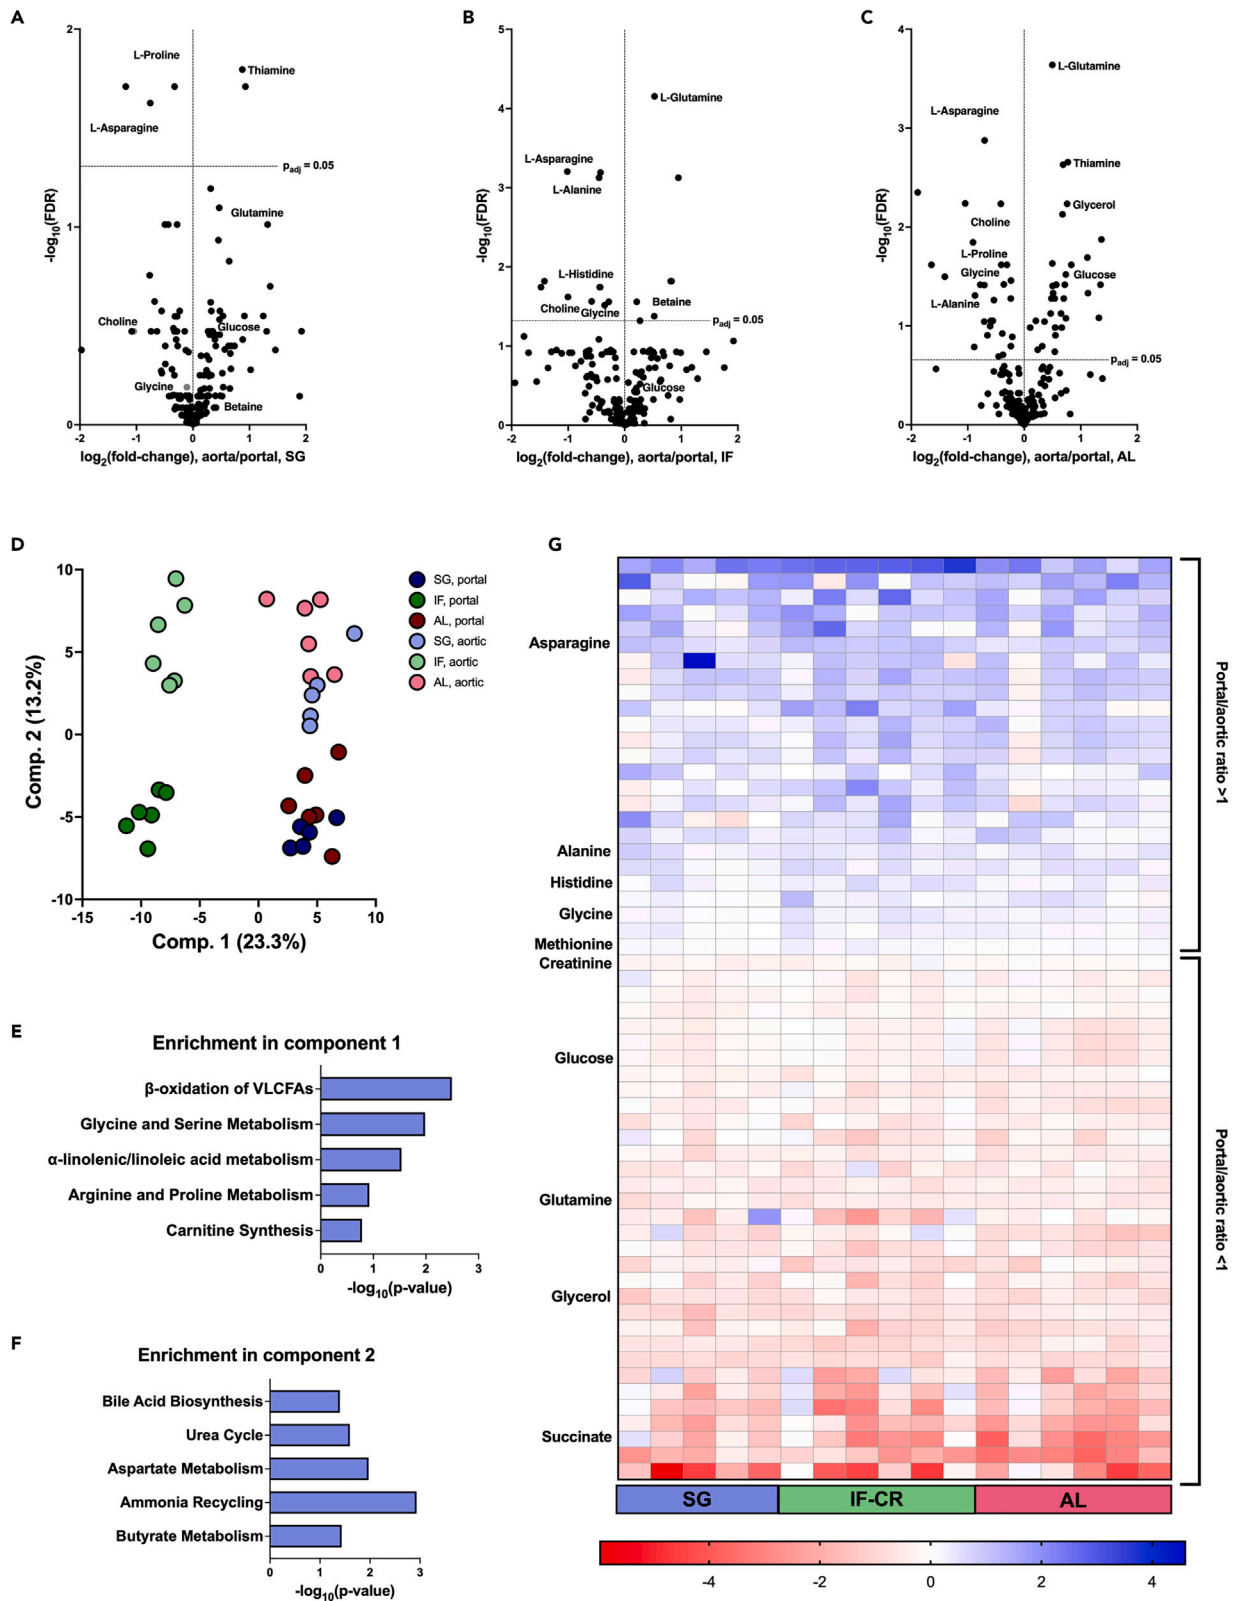 A
2
1
0
-2
-1
0
1
2
-log10(FDR)
L-Proline
Thiamine
L-Asparagine
padj = 0.05
Glutamine
Choline
Glucose
Glycine
Betaine
log2(fold-change), aorta/portal, SG
B
5
4
3
2
1
0
-2
-1
0
1
2
-log10(FDR)
L-Glutamine
L-Asparagine
L-Alanine
L-Histidine
Choline
Glycine
Betaine
padj = 0.05
Glucose
log2(fold-change), aorta/portal, IF
C
4
3
2
1
0
-2
-1
0
1
2
-log10(FDR)
L-Glutamine
L-Asparagine
Thiamine
Glycerol
Choline
L-Proline
Glycine
Glucose
L-Alanine
padj = 0.05
log2(fold-change), aorta/portal, AL
D
10
5
0
-5
-10
-15
-10
-5
0
5
10
Comp. 2 (13.2%)
Comp. 1 (23.3%)
SG, portal
IF, portal
AL, portal
SG, aortic
IF, aortic
AL, aortic
E
Enrichment in component 1
β-oxidation of VLCFAs
Glycine and Serine Metabolism
α-linolenic/linoleic acid metabolism
Arginine and Proline Metabolism
Carnitine Synthesis
0
1
2
3
-log10(p-value)
F
Enrichment in component 2
Bile Acid Biosynthesis
Urea Cycle
Aspartate Metabolism
Ammonia Recycling
Butyrate Metabolism
0
1
2
3
-log10(p-value)
G
Asparagine
Alanine
Histidine
Glycine
Methionine
Creatinine
Glucose
Glutamine
Glycerol
Succinate
Portal/aortic ratio >1
Portal/aortic ratio <1
SG
IF-CR
AL
-4
-2
0
2
4